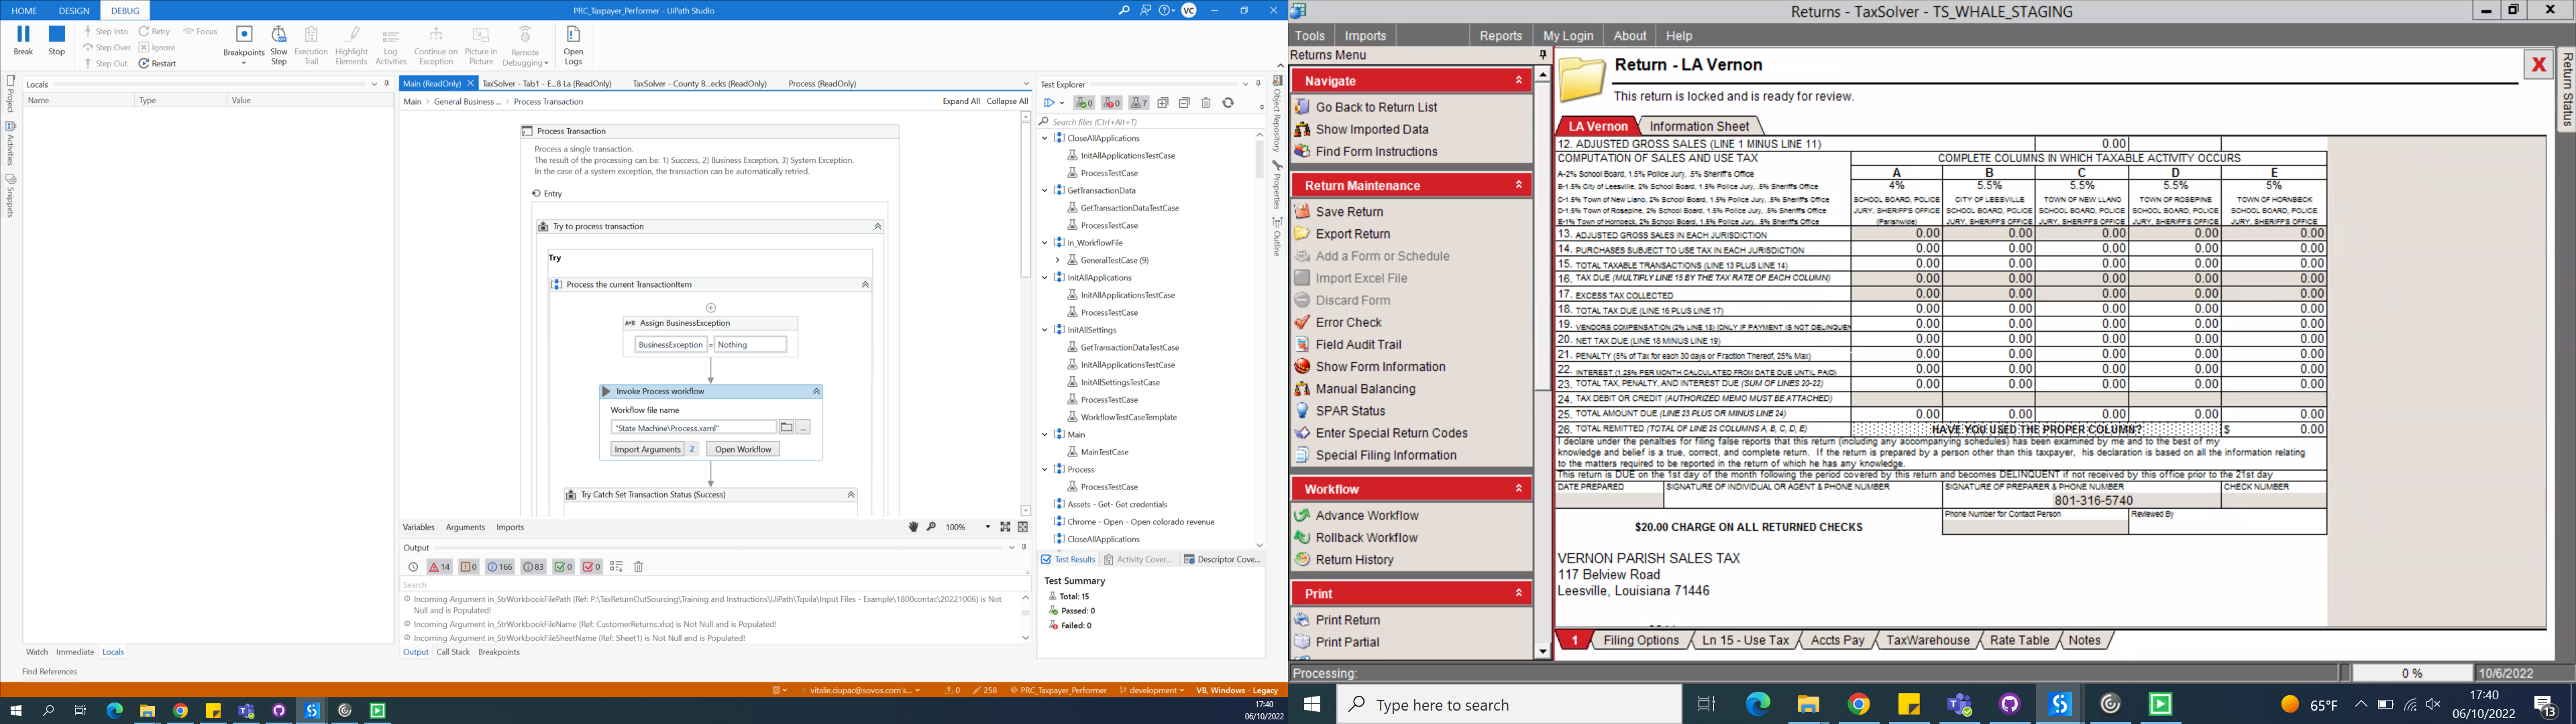 HOME DESIGN DEBUG
PRC_Taxpayer_Performer - UiPath Studio
VC
Break
Stop
Step Into
Step Over
Step Out
Retry
Ignore
Restart
Focus
Breakpoints
Slow Step
Execution Trail
Highlight Elements
Log Activities
Continue on Exception
Picture in Picture
Remote Debugging
Open Logs
Project
Activities
Snippets
Locals
Name Type Value
Watch Immediate Locals
Find References
Main (ReadOnly) TaxSolver - Tab1 - E...8 La (ReadOnly) TaxSolver - County B...ecks (ReadOnly) Process (ReadOnly)
Main > General Business ... > Process Transaction
Expand All Collapse All
Process Transaction
Process a single transaction.
The result of the processing can be: 1) Success, 2) Business Exception, 3) System Exception.
In the case of a system exception, the transaction can be automatically retried.
Entry
Try to process transaction
Try
Process the current TransactionItem
A*B Assign BusinessException
BusinessException = Nothing
Invoke Process workflow
Workflow file name
"State Machine\Process.xaml"
...
Import Arguments 2 Open Workflow
Try Catch Set Transaction Status (Success)
Variables Arguments Imports
100%
Output
14 0 166 83 0 0
Search
Incoming Argument in_StrWorkbookFilePath (Ref: P:\TaxReturnOutSourcing\Training and Instructions\UiPath\Tquila\Input Files - Example\1800contac\20221006) is Not
Null and is Populated!
Incoming Argument in_StrWorkbookFileName (Ref: CustomerReturns.xlsx) is Not Null and is Populated!
Incoming Argument in_StrWorkbookFileSheetName (Ref: Sheet1) is Not Null and is Populated!
Output Call Stack Breakpoints
Test Explorer
0 0 7
Search files (Ctrl+Alt+T)
CloseAllApplications
InitAllApplicationsTestCase
ProcessTestCase
GetTransactionData
GetTransactionDataTestCase
ProcessTestCase
in_WorkflowFile
GeneralTestCase (9)
InitAllApplications
InitAllApplicationsTestCase
ProcessTestCase
InitAllSettings
GetTransactionDataTestCase
InitAllApplicationsTestCase
InitAllSettingsTestCase
ProcessTestCase
WorkflowTestCaseTemplate
Main
MainTestCase
Process
ProcessTestCase
Assets - Get- Get credentials
Chrome - Open - Open colorado revenue
CloseAllApplications
Test Results Activity Cover... Descriptor Cove...
Test Summary
Total: 15
Passed: 0
Failed: 0
Object Repository
Properties
Outline
vitalie.ciupac@sovos.com's... 0 258 PRC_Taxpayer_Performer development VB, Windows - Legacy
17:40
06/10/2022
Returns - TaxSolver - TS_WHALE_STAGING
Tools Imports Reports My Login About Help
Returns Menu
Navigate
Go Back to Return List
Show Imported Data
Find Form Instructions
Return Maintenance
Save Return
Export Return
Add a Form or Schedule
Import Excel File
Discard Form
Error Check
Field Audit Trail
Show Form Information
Manual Balancing
SPAR Status
Enter Special Return Codes
Special Filing Information
Workflow
Advance Workflow
Rollback Workflow
Return History
Print
Print Return
Print Partial
Return - LA Vernon
This return is locked and is ready for review.
X
Return Status
LA Vernon Information Sheet
12. ADJUSTED GROSS SALES (LINE 1 MINUS LINE 11) 0.00
COMPUTATION OF SALES AND USE TAX COMPLETE COLUMNS IN WHICH TAXABLE ACTIVITY OCCURS
A-2% School Board, 1.5% Police Jury, .5% Sheriff's Office
B-1.5% City of Leesville, 2% School Board, 1.5% Police Jury, .5% Sheriffs Office
C-1.5% Town of New Llano, 2% School Board, 1.5% Police Jury, .5% Sheriffs Office
D-1.5% Town of Rosepine, 2% School Board, 1.5% Police Jury, .5% Sheriffs Office
E-1% Town of Hornbeck, 2% School Board, 1.5% Police Jury, .5% Sheriffs Office
A B C D E
4% 5.5% 5.5% 5.5% 5%
SCHOOL BOARD, POLICE CITY OF LEESVILLE TOWN OF NEW LLANO TOWN OF ROSEPINE TOWN OF HORNBECK
JURY, SHERIFF'S OFFICE SCHOOL BOARD, POLICE SCHOOL BOARD, POLICE SCHOOL BOARD, POLICE SCHOOL BOARD, POLICE
(Parishwide) JURY, SHERIFF'S OFFICE JURY, SHERIFF'S OFFICE JURY, SHERIFF'S OFFICE JURY, SHERIFF'S OFFICE
13. ADJUSTED GROSS SALES IN EACH JURISDICTION 0.00 0.00 0.00 0.00 0.00
14. PURCHASES SUBJECT TO USE TAX IN EACH JURISDICTION 0.00 0.00 0.00 0.00 0.00
15. TOTAL TAXABLE TRANSACTIONS (LINE 13 PLUS LINE 14) 0.00 0.00 0.00 0.00 0.00
16. TAX DUE (MULTIPLY LINE 15 BY THE TAX RATE OF EACH COLUMN) 0.00 0.00 0.00 0.00 0.00
17. EXCESS TAX COLLECTED 0.00 0.00 0.00 0.00 0.00
18. TOTAL TAX DUE (LINE 16 PLUS LINE 17) 0.00 0.00 0.00 0.00 0.00
19. VENDORS COMPENSATION (2% LINE 18) (ONLY IF PAYMENT IS NOT DELINQUEN 0.00 0.00 0.00 0.00 0.00
20. NET TAX DUE (LINE 18 MINUS LINE 19) 0.00 0.00 0.00 0.00 0.00
21. PENALTY (5% of Tax for each 30 days or Fraction Thereof, 25% Max) 0.00 0.00 0.00 0.00 0.00
22. INTEREST (1.25% PER MONTH CALCULATED FROM DATE DUE UNTIL PAID) 0.00 0.00 0.00 0.00 0.00
23. TOTAL TAX, PENALTY, AND INTEREST DUE (SUM OF LINES 20-22) 0.00 0.00 0.00 0.00 0.00
24. TAX DEBIT OR CREDIT (AUTHORIZED MEMO MUST BE ATTACHED)
25. TOTAL AMOUNT DUE (LINE 23 PLUS OR MINUS LINE 24) 0.00 0.00 0.00 0.00 0.00
26. TOTAL REMITTED (TOTAL OF LINE 25 COLUMNS A, B, C, D, E) HAVE YOU USED THE PROPER COLUMN? $ 0.00
I declare under the penalties for filing false reports that this return (including any accompanying schedules) has been examined by me and to the best of my
knowledge and belief is a true, correct, and complete return. If the return is prepared by a person other than this taxpayer, his declaration is based on all the information relating
to the matters required to be reported in the return of which he has any knowledge.
This return is DUE on the 1st day of the month following the period covered by this return and becomes DELINQUENT if not received by this office prior to the 21st day
DATE PREPARED SIGNATURE OF INDIVIDUAL OR AGENT & PHONE NUMBER SIGNATURE OF PREPARER & PHONE NUMBER CHECK NUMBER
801-316-5740
Phone Number for Contact Person Reviewed By
$20.00 CHARGE ON ALL RETURNED CHECKS
VERNON PARISH SALES TAX
117 Belview Road
Leesville, Louisiana 71446
1 Filing Options Ln 15 - Use Tax Accts Pay TaxWarehouse Rate Table Notes
Processing: 0 % 10/6/2022
Type here to search
65°F
17:40
06/10/2022
13